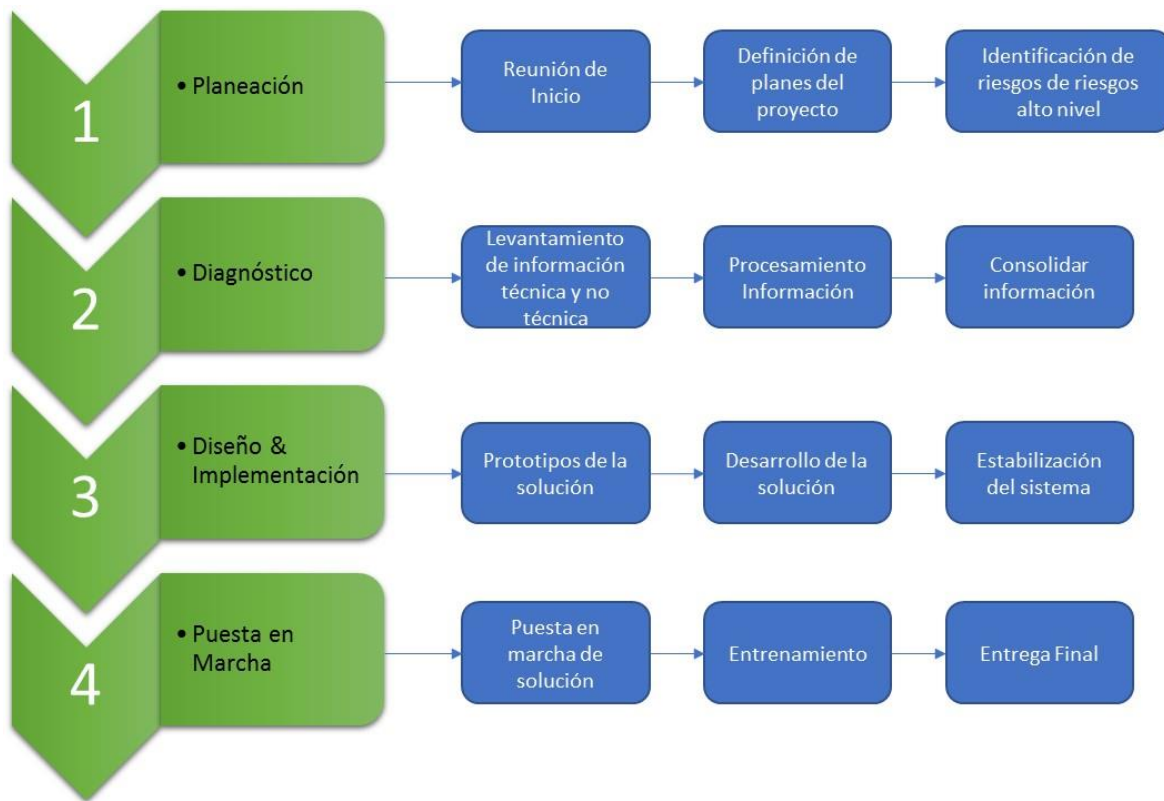 1
• Planeación
Reunión de
Inicio
Definición de
planes del
proyecto
Identificación de
riesgos de riesgos
alto nivel
2
• Diagnóstico
Levantamiento
de información
técnica y no
técnica
Procesamiento
Información
Consolidar
información
3
• Diseño &
Implementación
Prototipos de la
solución
Desarrollo de la
solución
Estabilización
del sistema
4
• Puesta en
Marcha
Puesta en
marcha de
solución
Entrenamiento
Entrega Final